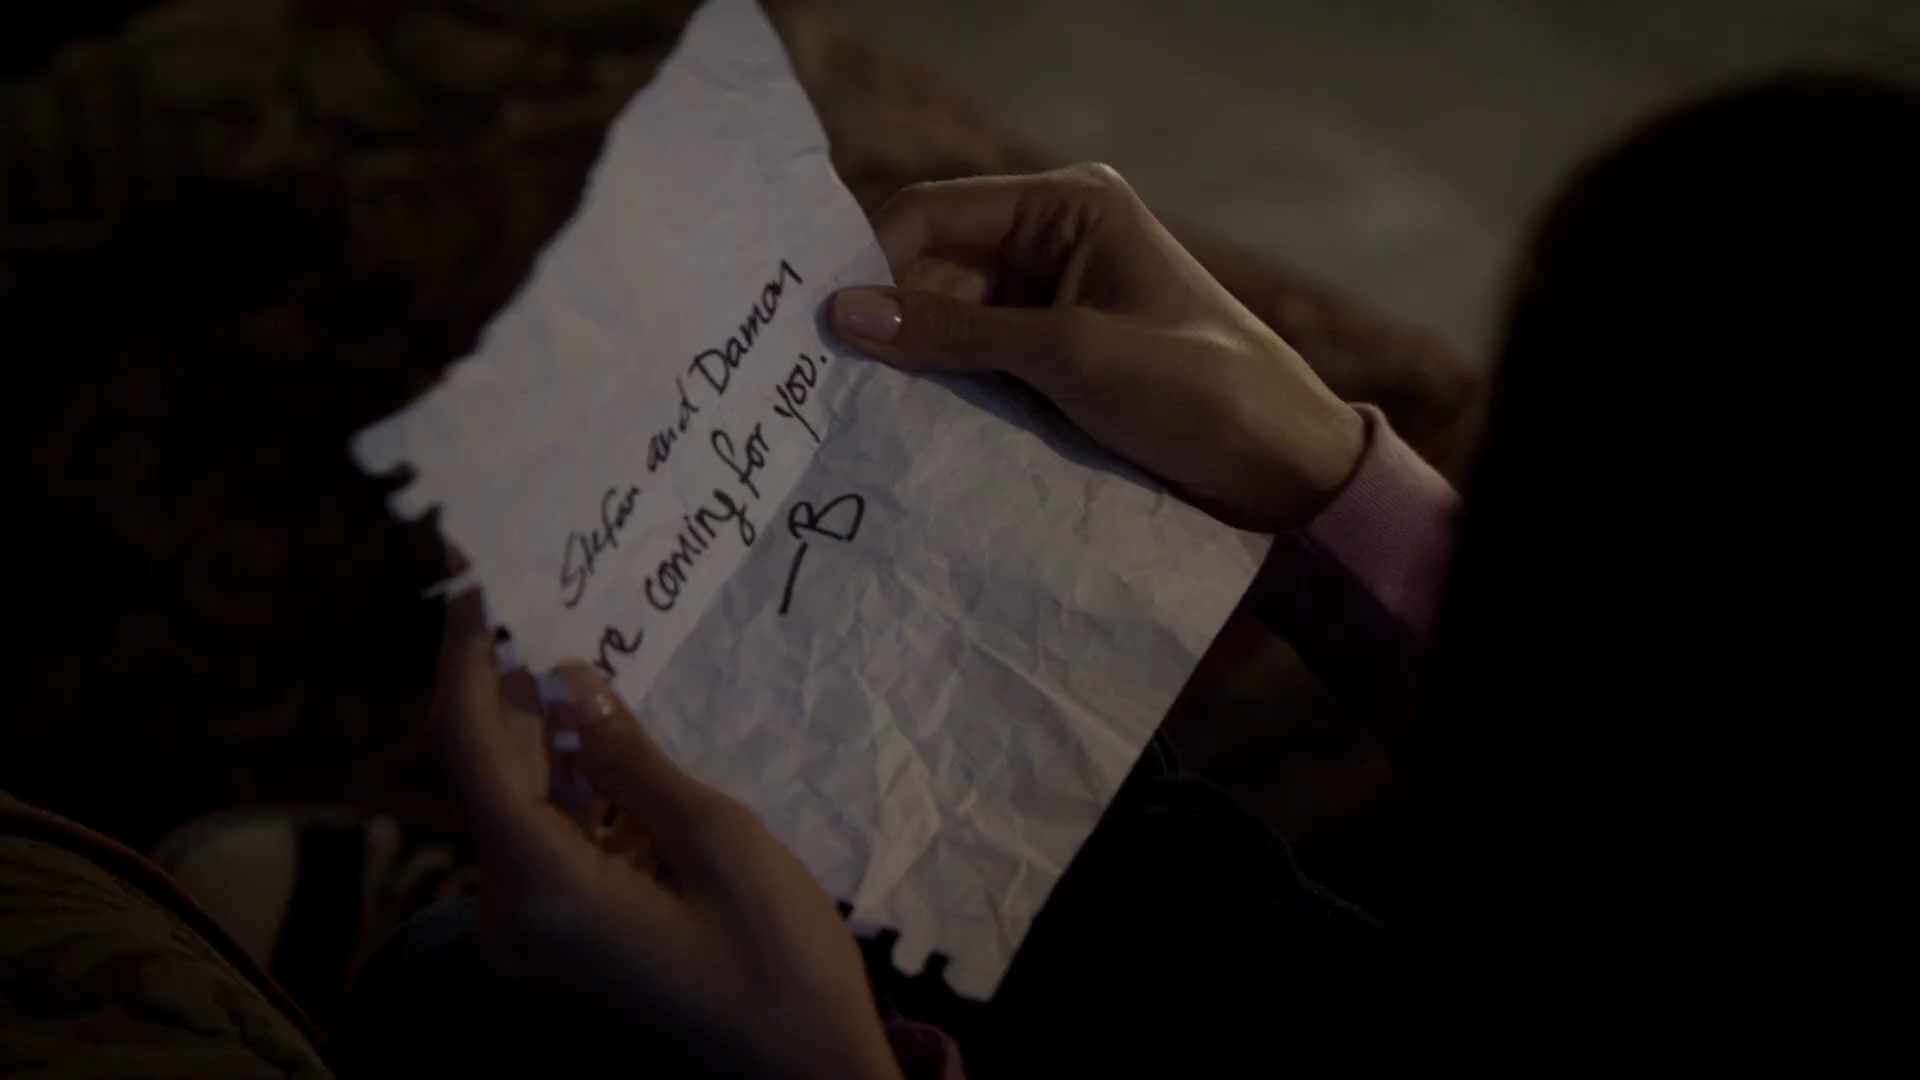 Stefan and Damon
re coming for you.
—B